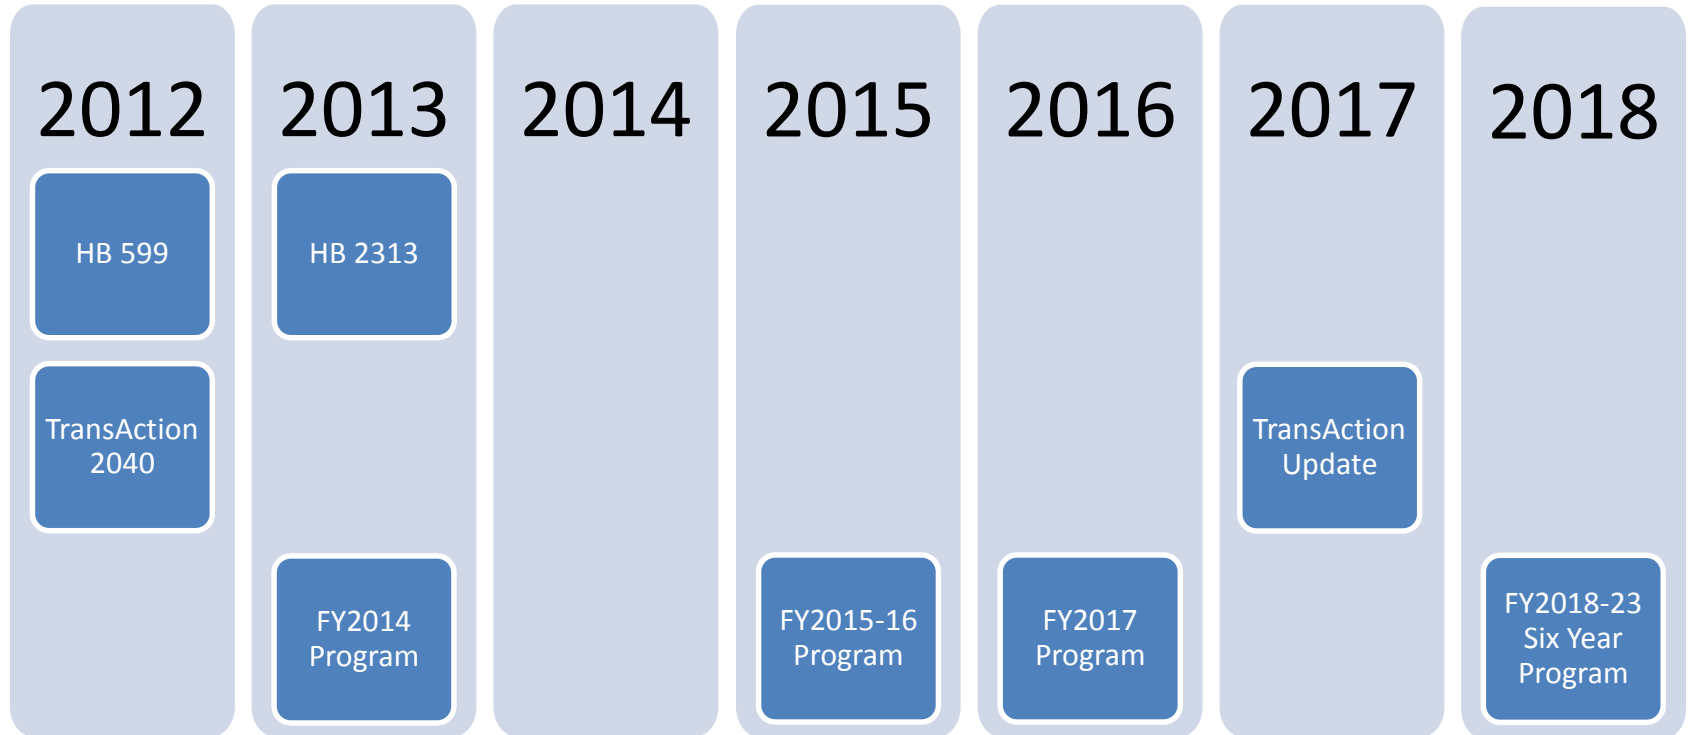 2012
2013
2014
2015
2016
2017
2018
HB 599
HB 2313
TransAction
2040
TransAction
Update
FY2014
Program
FY2015-16
Program
FY2017
Program
FY2018-23
Six Year
Program